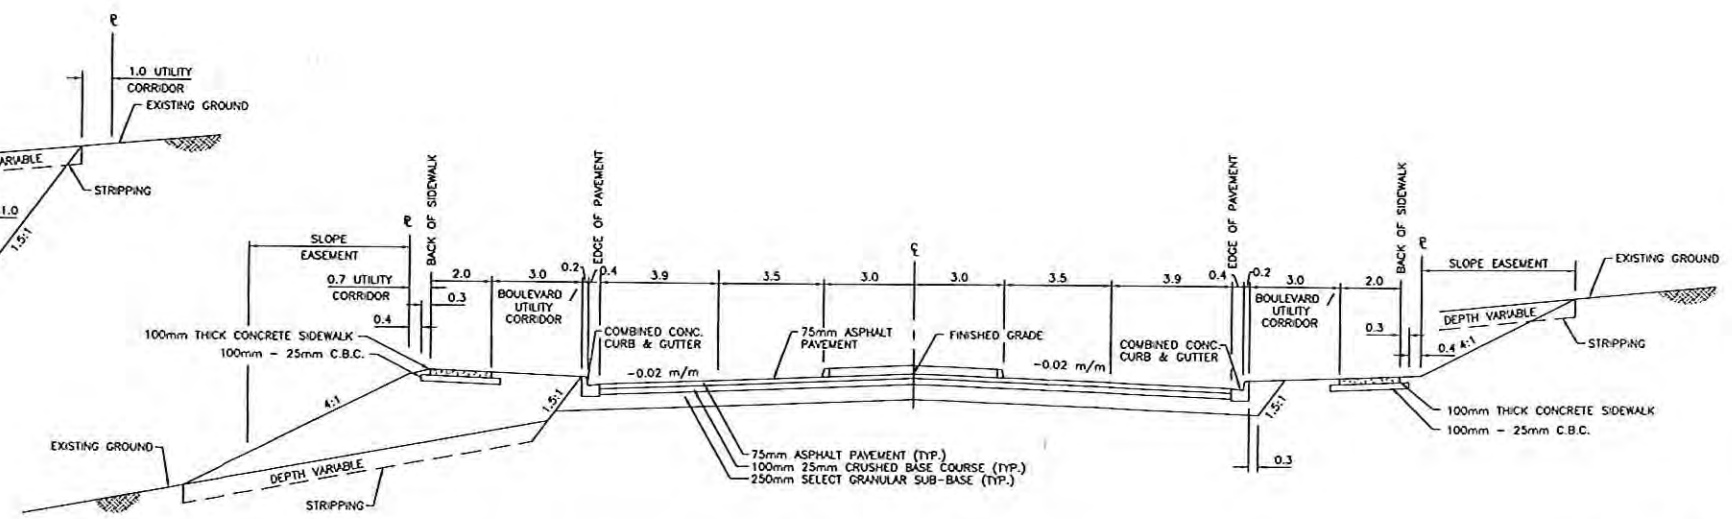 ℄
1.0 UTILITY
CORRIDOR
EXISTING GROUND
ARIABLE
STRIPPING
1.0
1.5:1
SLOPE
EASEMENT
℄
BACK OF SIDEWALK
0.7 UTILITY
CORRIDOR
0.3
0.4
2.0
3.0
0.2
EDGE OF PAVEMENT
0.4
3.9
3.5
3.0
℄
3.0
3.5
3.9
0.4
EDGE OF PAVEMENT
0.2
3.0
2.0
BACK OF SIDEWALK
℄
SLOPE EASEMENT
EXISTING GROUND
BOULEVARD /
UTILITY
CORRIDOR
BOULEVARD /
UTILITY
CORRIDOR
100mm THICK CONCRETE SIDEWALK
100mm - 25mm C.B.C.
COMBINED CONC.
CURB & GUTTER
75mm ASPHALT
PAVEMENT
FINISHED GRADE
COMBINED CONC.
CURB & GUTTER
0.3
0.4
4:1
DEPTH VARIABLE
STRIPPING
-0.02 m/m
-0.02 m/m
4:1
1.5:1
1.5:1
100mm THICK CONCRETE SIDEWALK
100mm - 25mm C.B.C.
EXISTING GROUND
DEPTH VARIABLE
STRIPPING
75mm ASPHALT PAVEMENT (TYP.)
100mm 25mm CRUSHED BASE COURSE (TYP.)
250mm SELECT GRANULAR SUB-BASE (TYP.)
0.3